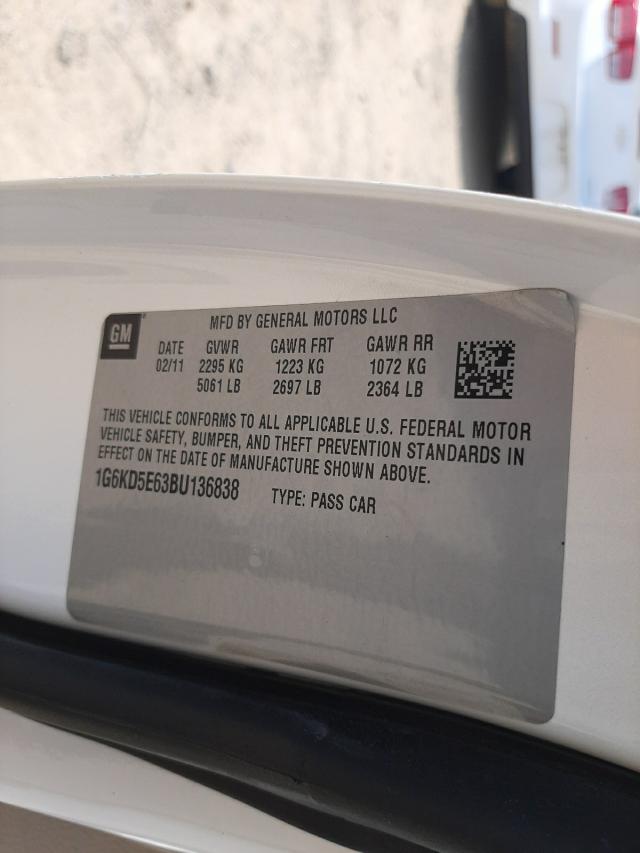 GM
MFD BY GENERAL MOTORS LLC
DATE GVWR GAWR FRT GAWR RR
02/11 2295 KG 1223 KG 1072 KG
5061 LB 2697 LB 2364 LB
THIS VEHICLE CONFORMS TO ALL APPLICABLE U.S. FEDERAL MOTOR
VEHICLE SAFETY, BUMPER, AND THEFT PREVENTION STANDARDS IN
EFFECT ON THE DATE OF MANUFACTURE SHOWN ABOVE.
1G6KD5E63BU136838 TYPE: PASS CAR